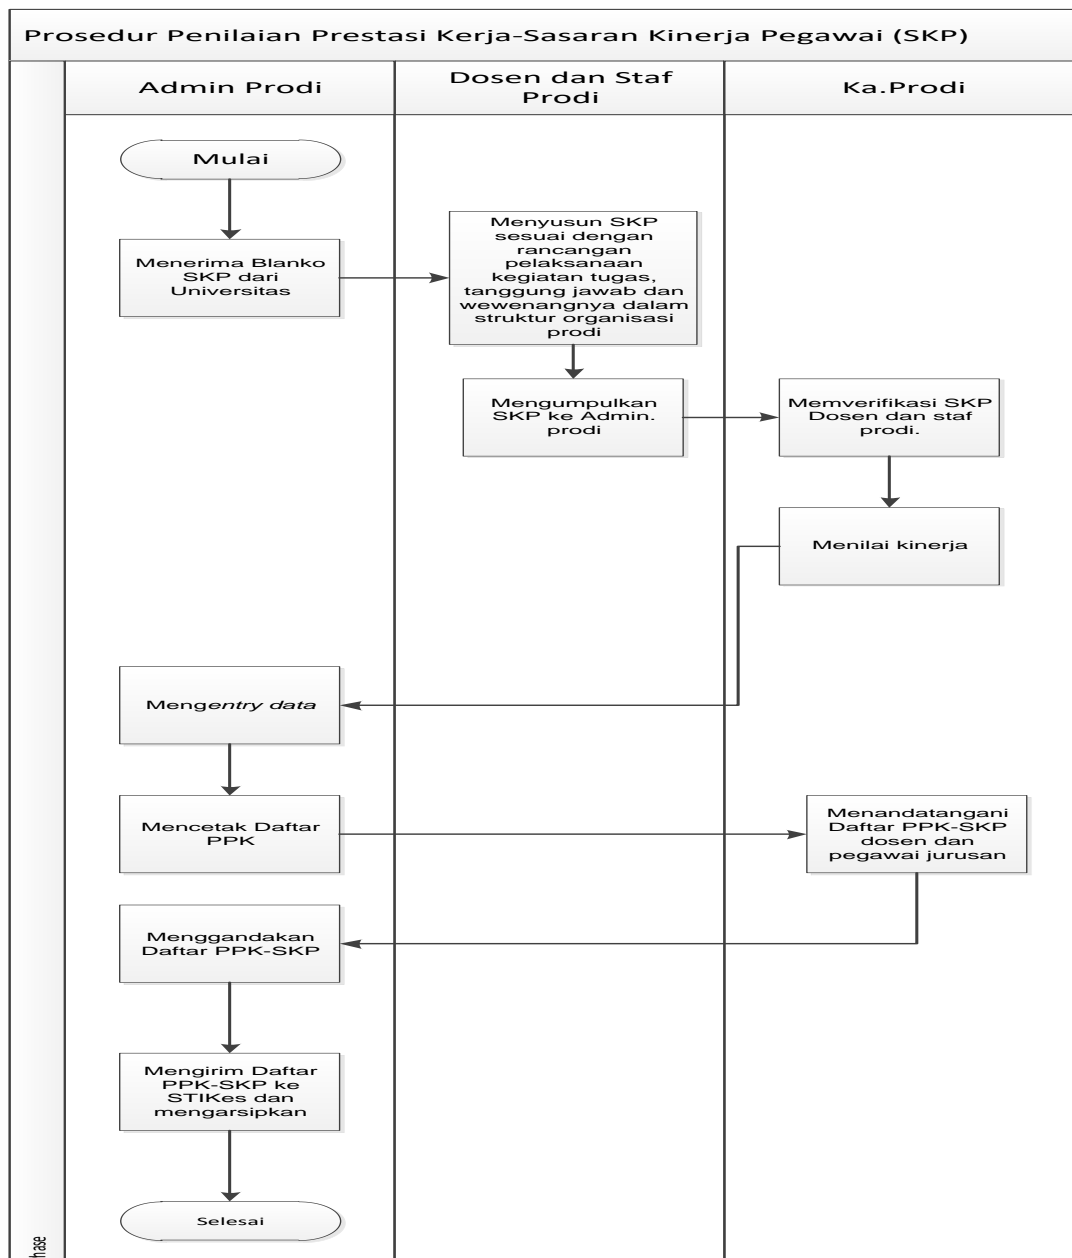 Prosedur Penilaian Prestasi Kerja-Sasaran Kinerja Pegawai (SKP)
Admin Prodi
Dosen dan Staf
Prodi
Ka.Prodi
Mulai
Menerima Blanko
SKP dari
Universitas
Menyusun SKP
sesuai dengan
rancangan
pelaksanaan
kegiatan tugas,
tanggung jawab dan
wewenangnya dalam
struktur organisasi
prodi
Mengumpulkan
SKP ke Admin.
prodi
Memverifikasi SKP
Dosen dan staf
prodi.
Menilai kinerja
Mengentry data
Mencetak Daftar
PPK
Menandatangani
Daftar PPK-SKP
dosen dan
pegawai jurusan
Menggandakan
Daftar PPK-SKP
Mengirim Daftar
PPK-SKP ke
STIKes dan
mengarsipkan
Selesai